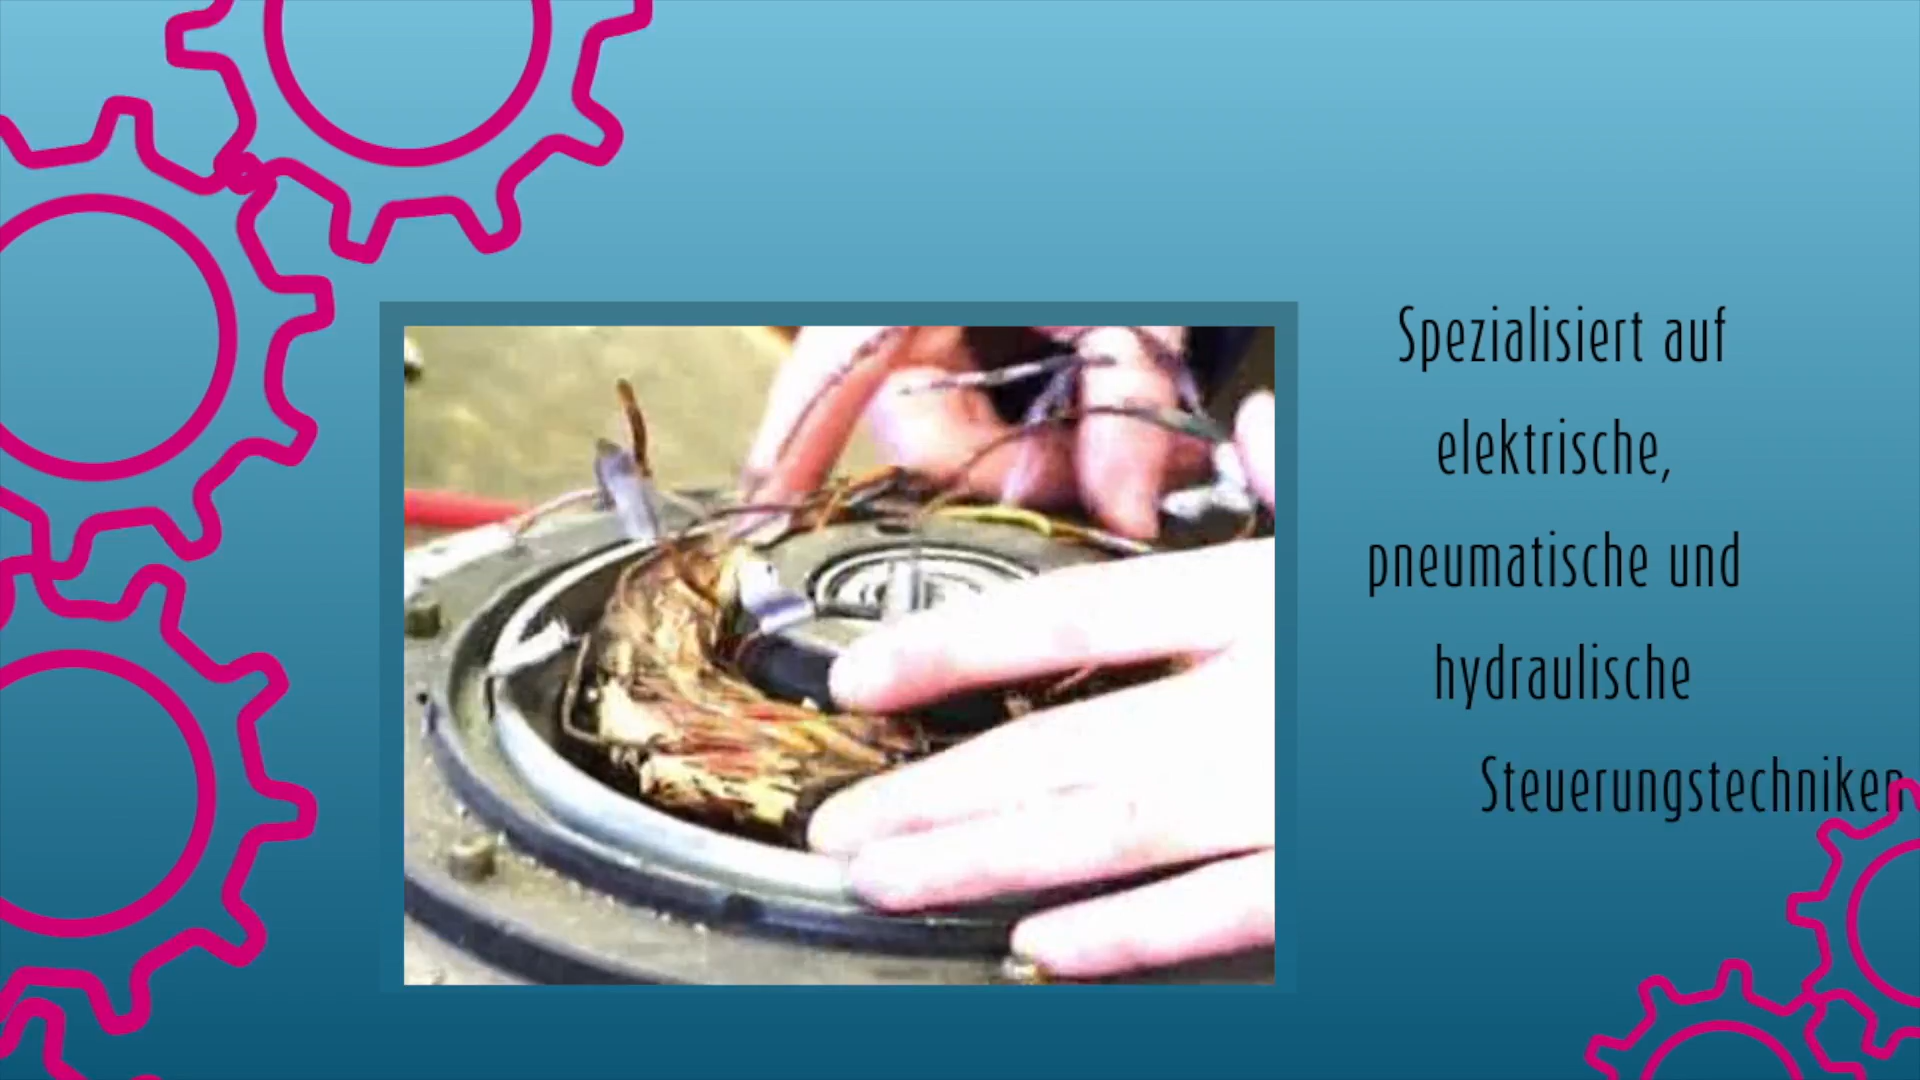 Spezialisiert auf
elektrische,
pneumatische und
hydraulische
Steuerungstechniken